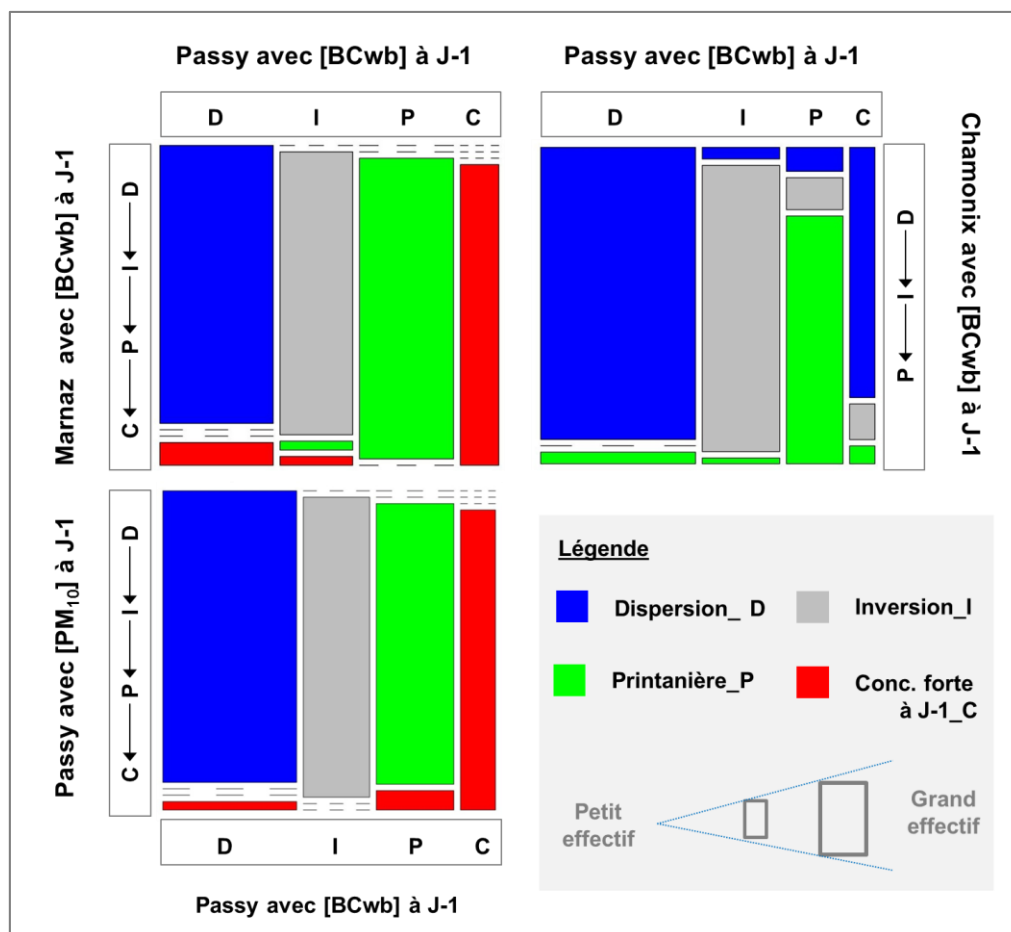 Passy avec [BCwb] à J-1
Passy avec [BCwb] à J-1
D I P C
D I P C
Marnaz avec [BCwb] à J-1
D
I
P
C
Chamonix avec [BCwb] à J-1
D
I
P
Passy avec [PM₁₀] à J-1
D
I
P
C
D I P C
Passy avec [BCwb] à J-1
Légende
Dispersion_ D
Inversion_I
Printanière_P
Conc. forte
à J-1_C
Petit
effectif
Grand
effectif